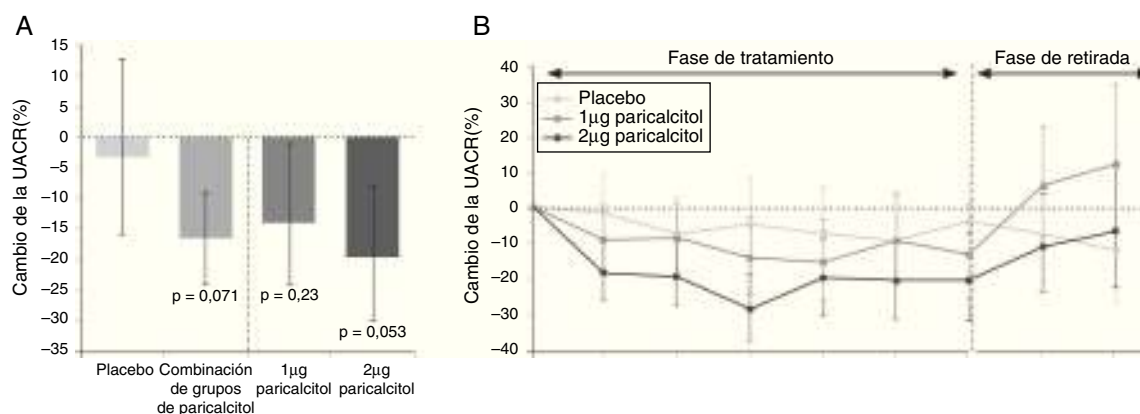 A
Cambio de la UACR(%)
15
10
5
0
−5
−10
−15
−20
−25
−30
−35
p = 0,071
p = 0,23
p = 0,053
Placebo
Combinación
de grupos
de paricalcitol
1μg
paricalcitol
2μg
paricalcitol
B
Cambio de la UACR(%)
40
30
20
10
0
−10
−20
−30
−40
Fase de tratamiento
Fase de retirada
Placebo
1μg paricalcitol
2μg paricalcitol